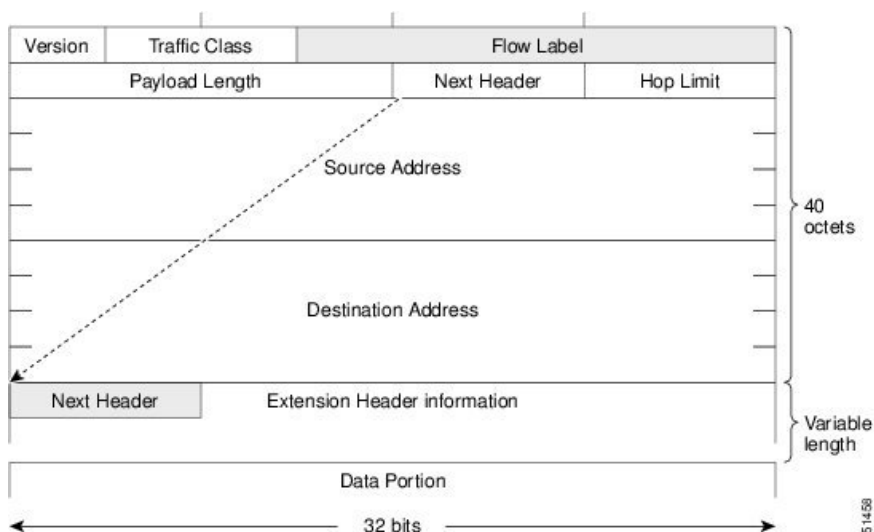 Version Traffic Class Flow Label
Payload Length Next Header Hop Limit
Source Address
40
octets
Destination Address
Next Header Extension Header information
Variable
length
Data Portion
32 bits
51458